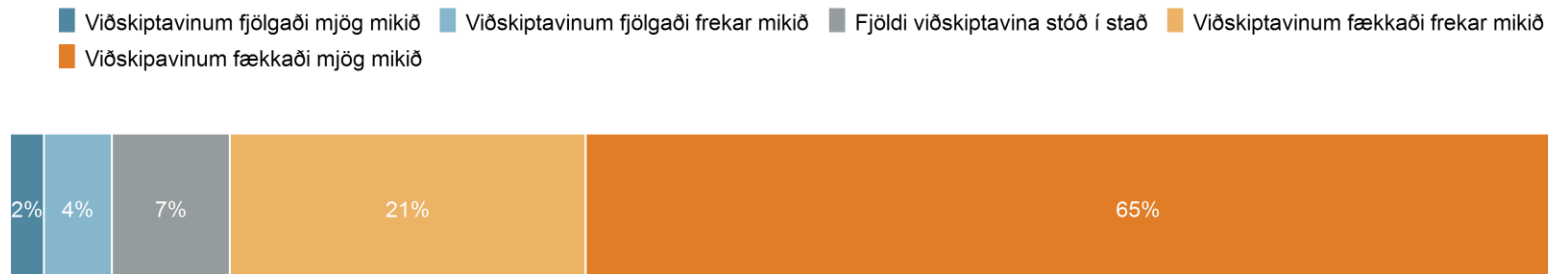 Viðskiptavinum fjölgaði mjög mikið Viðskiptavinum fjölgaði frekar mikið Fjöldi viðskiptavina stóð í stað Viðskiptavinum fækkaði frekar mikið
Viðskipavinum fækkaði mjög mikið
2% 4% 7% 21% 65%